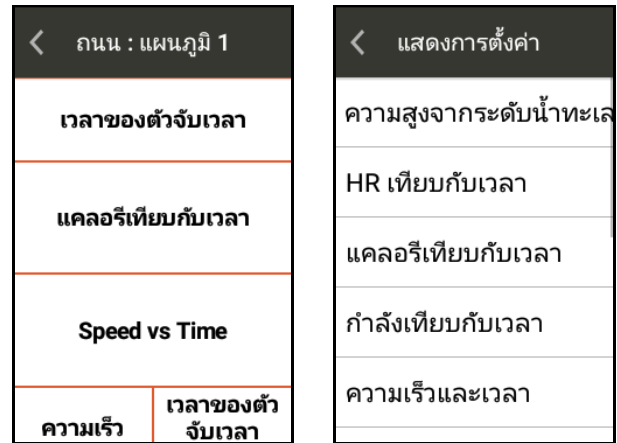 ถนน : แผนภูมิ 1
เวลาของตัวจับเวลา
แคลอรีเทียบกับเวลา
Speed vs Time
ความเร็ว
เวลาของตัว
จับเวลา
แสดงการตั้งค่า
ความสูงจากระดับน้ำทะเล
HR เทียบกับเวลา
แคลอรีเทียบกับเวลา
กำลังเทียบกับเวลา
ความเร็วและเวลา